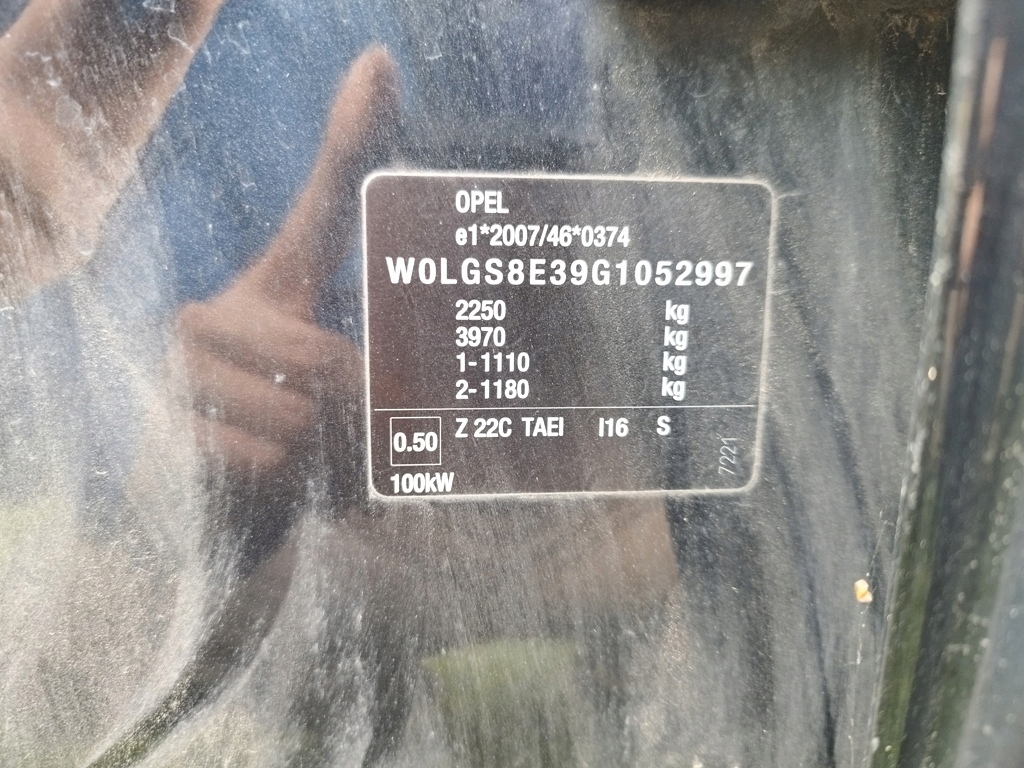 OPEL
e1*2007/46*0374
W0LGS8E39G1052997
2250 kg
3970 kg
1-1110 kg
2-1180 kg
0.50 Z 22C TAEI I16 S
7221
100kW